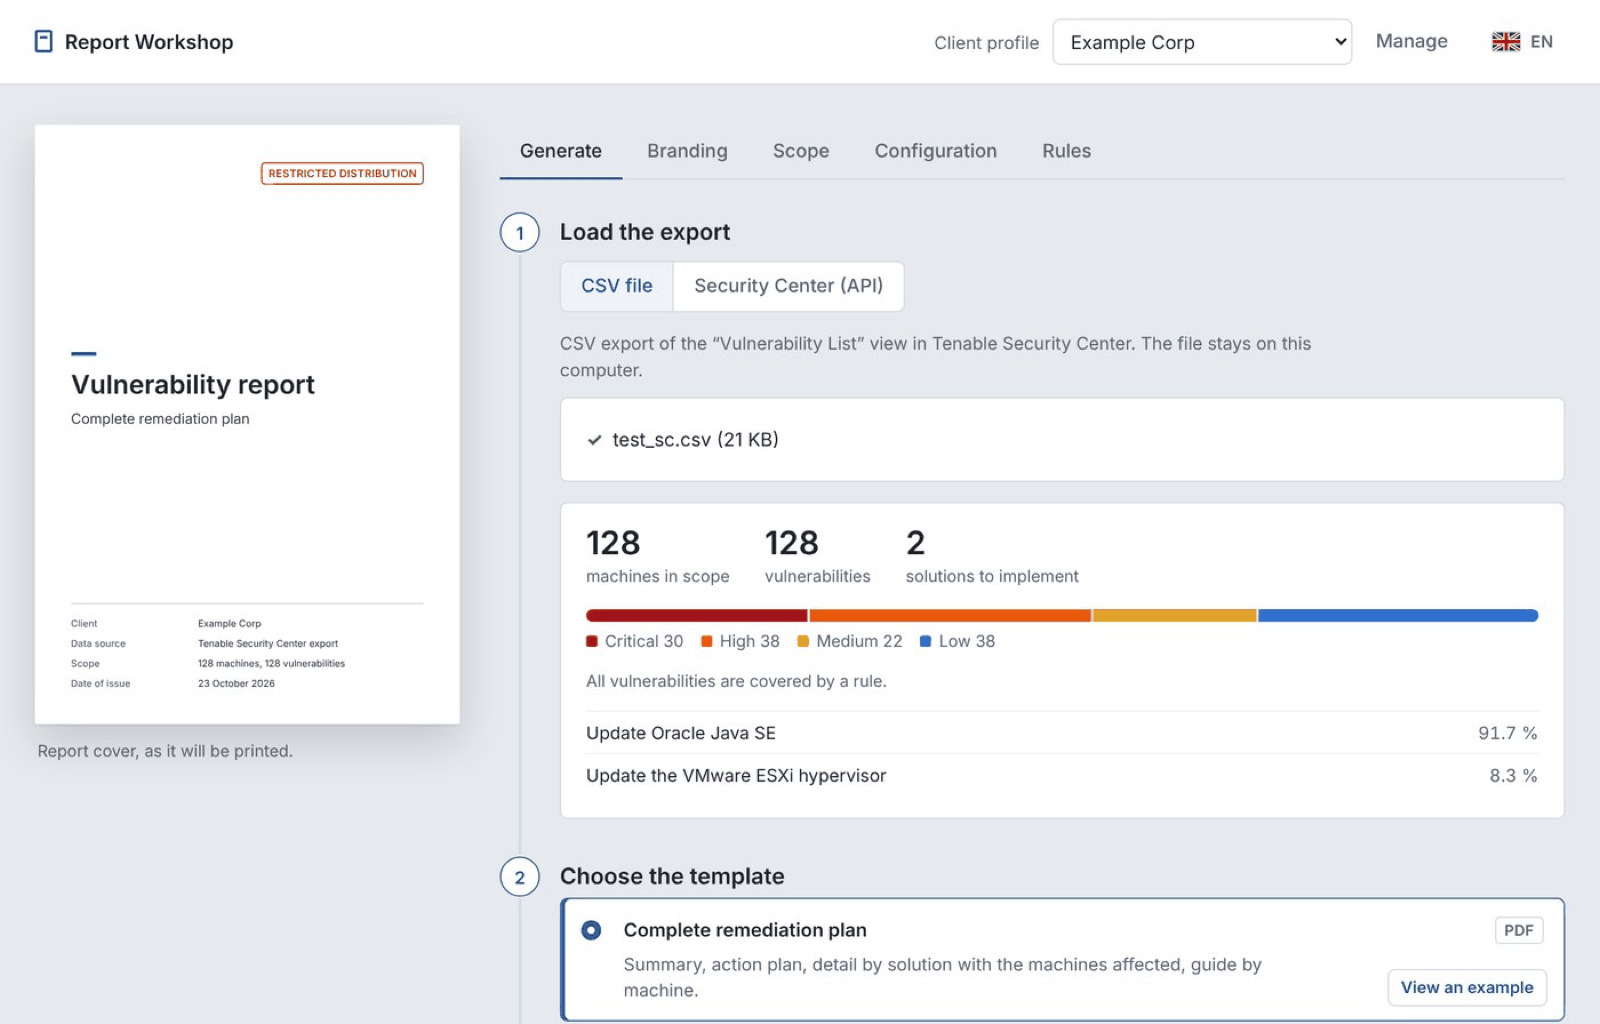 Report Workshop
Client profile
Example Corp
Manage
EN
RESTRICTED DISTRIBUTION
Vulnerability report
Complete remediation plan
Client Example Corp
Data source Tenable Security Center export
Scope 128 machines, 128 vulnerabilities
Date of issue 23 October 2026
Report cover, as it will be printed.
Generate Branding Scope Configuration Rules
1 Load the export
CSV file Security Center (API)
CSV export of the “Vulnerability List” view in Tenable Security Center. The file stays on this
computer.
test_sc.csv (21 KB)
128 128 2
machines in scope vulnerabilities solutions to implement
Critical 30 High 38 Medium 22 Low 38
All vulnerabilities are covered by a rule.
Update Oracle Java SE 91.7 %
Update the VMware ESXi hypervisor 8.3 %
2 Choose the template
Complete remediation plan PDF
Summary, action plan, detail by solution with the machines affected, guide by
machine.
View an example